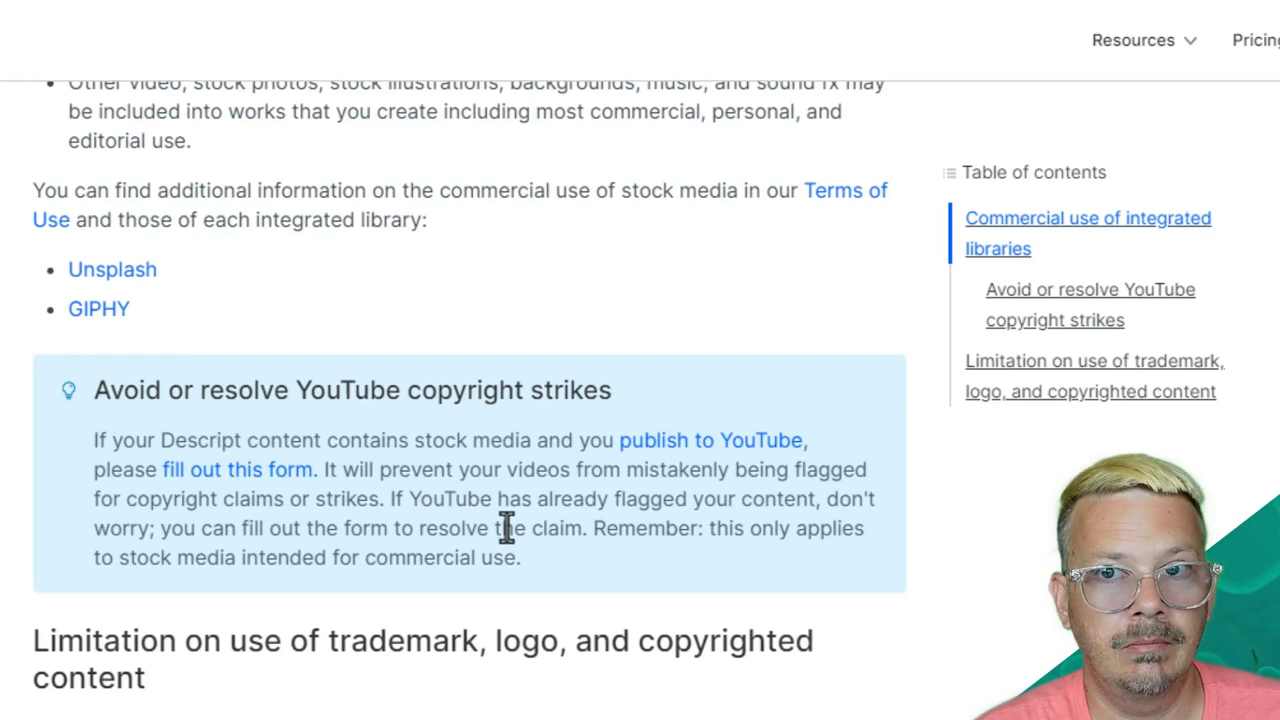 Resources
Pricing
Other video, stock photos, stock illustrations, backgrounds, music, and sound fx may
be included into works that you create including most commercial, personal, and
editorial use.
You can find additional information on the commercial use of stock media in our Terms of
Use and those of each integrated library:
Unsplash
GIPHY
Avoid or resolve YouTube copyright strikes
If your Descript content contains stock media and you publish to YouTube,
please fill out this form. It will prevent your videos from mistakenly being flagged
for copyright claims or strikes. If YouTube has already flagged your content, don't
worry; you can fill out the form to resolve the claim. Remember: this only applies
to stock media intended for commercial use.
Limitation on use of trademark, logo, and copyrighted
content
Table of contents
Commercial use of integrated
libraries
Avoid or resolve YouTube
copyright strikes
Limitation on use of trademark,
logo, and copyrighted content